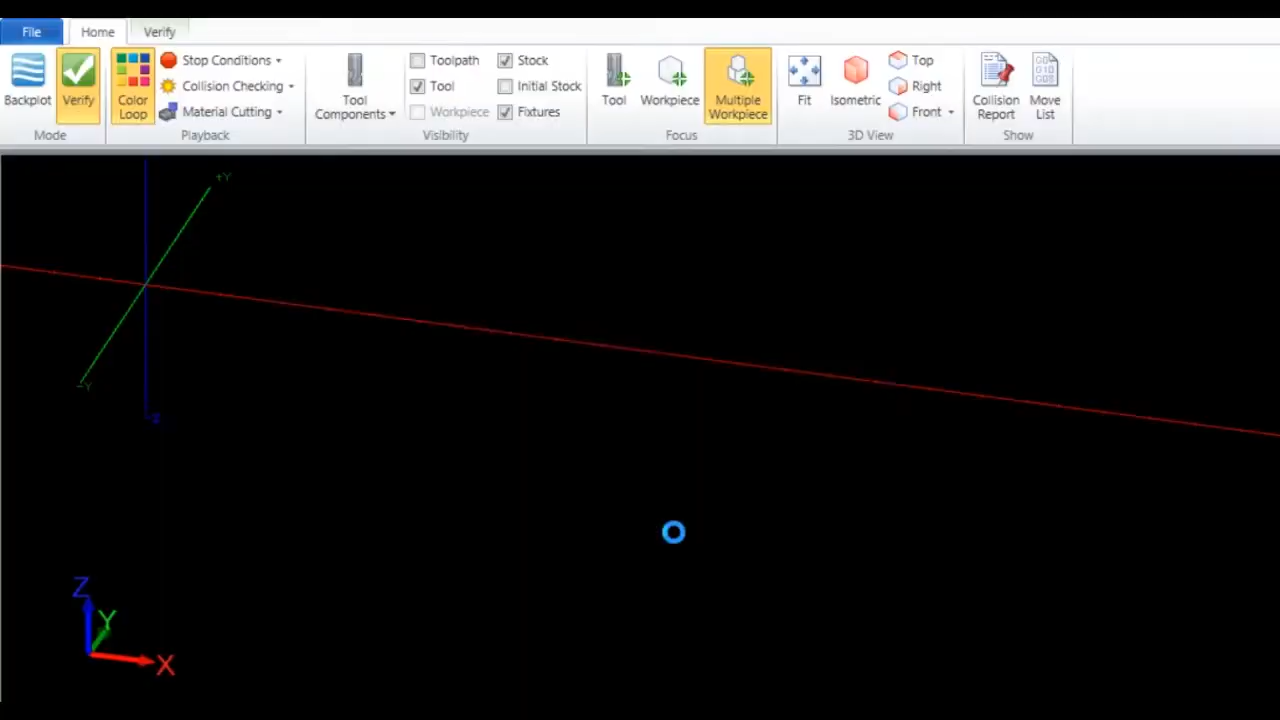 File Home Verify
Stop Conditions Toolpath Stock Top
Collision Checking Tool Initial Stock Right
Material Cutting Workpiece Fixtures Front
Backplot Verify Color Loop Tool Components Tool Workpiece Multiple Workpiece Fit Isometric Collision Report Move List
Mode Playback Visibility Focus 3D View Show
+Y
-Y
Z
Y
X